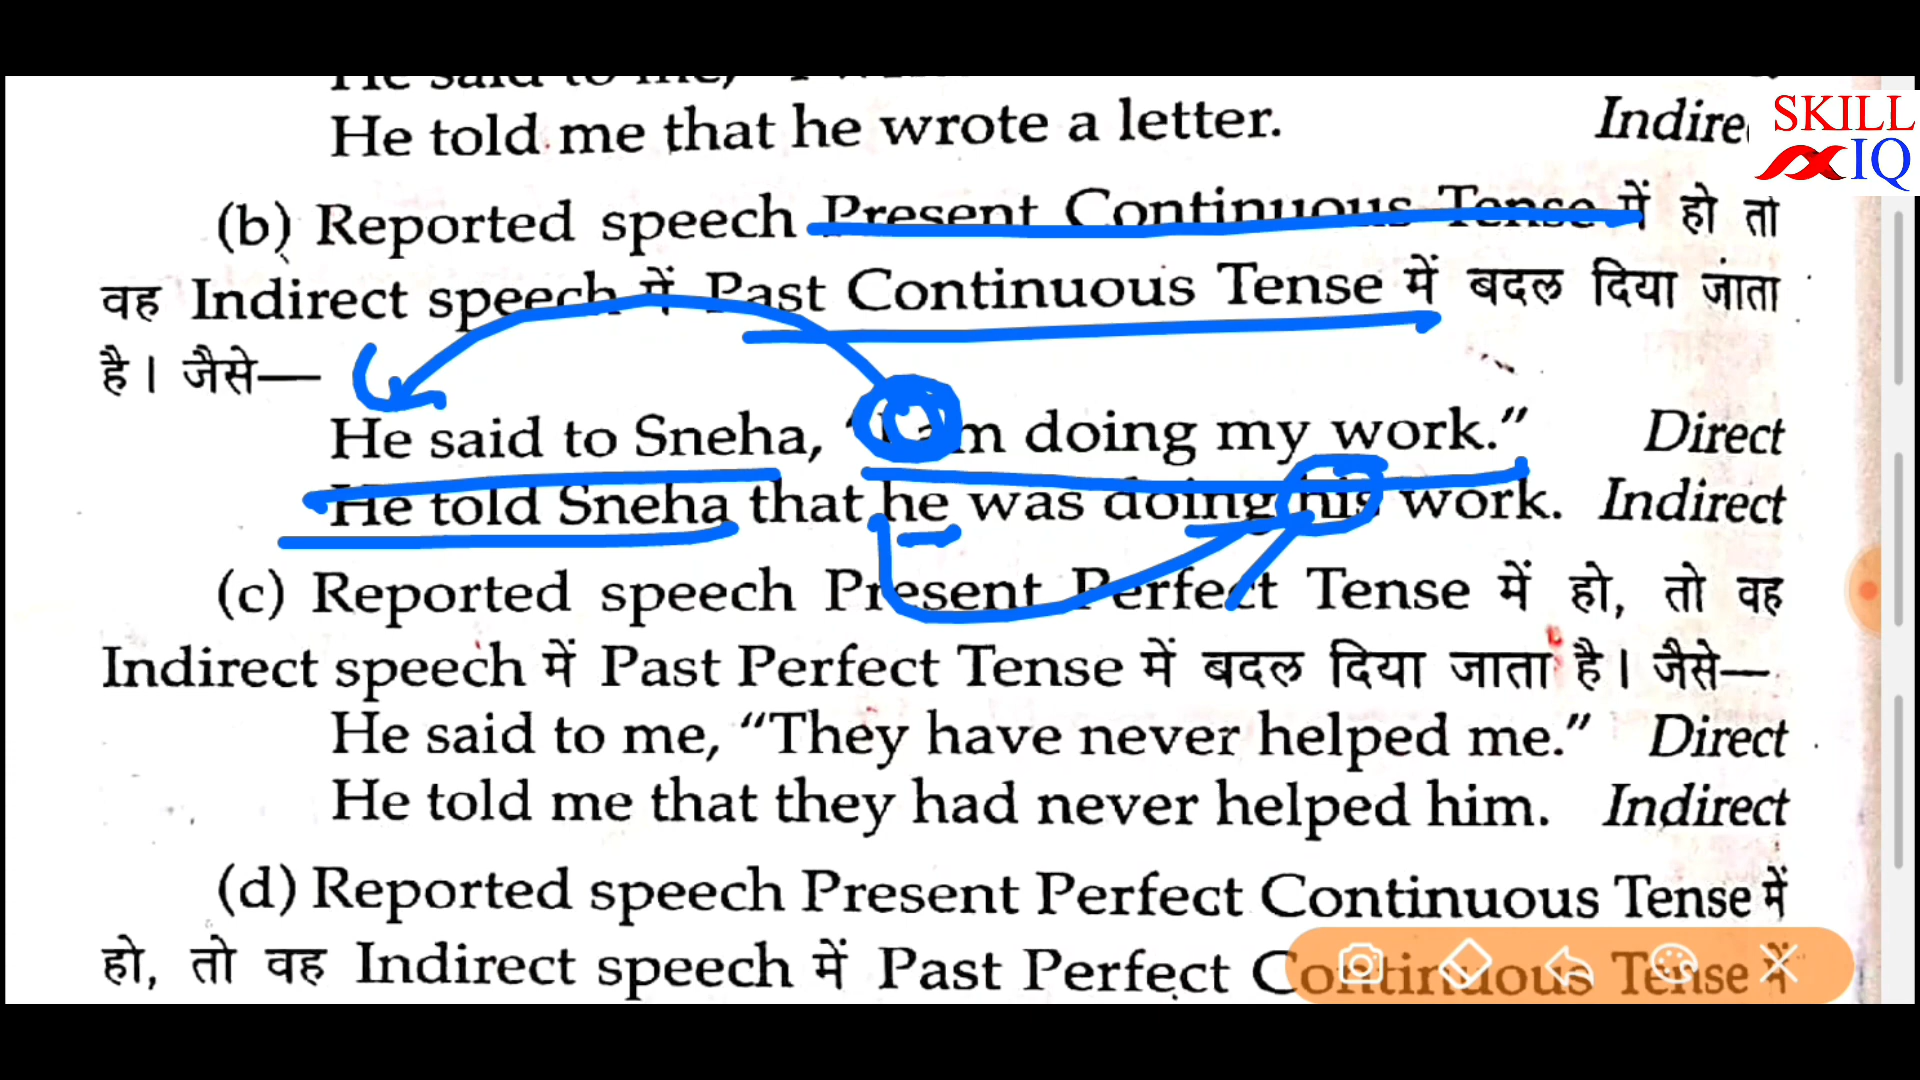 He said to me,
He told me that he wrote a letter. Indire
SKILL
IQ
(b) Reported speech Present Continuous Tense में हो तो
वह Indirect speech में Past Continuous Tense में बदल दिया जाता
है। जैसे—
He said to Sneha, “I am doing my work.” Direct
He told Sneha that he was doing his work. Indirect
(c) Reported speech Present Perfect Tense में हो, तो वह
Indirect speech में Past Perfect Tense में बदल दिया जाता है। जैसे—
He said to me, “They have never helped me.” Direct
He told me that they had never helped him. Indirect
(d) Reported speech Present Perfect Continuous Tense में
हो, तो वह Indirect speech में Past Perfect Continuous Tense में